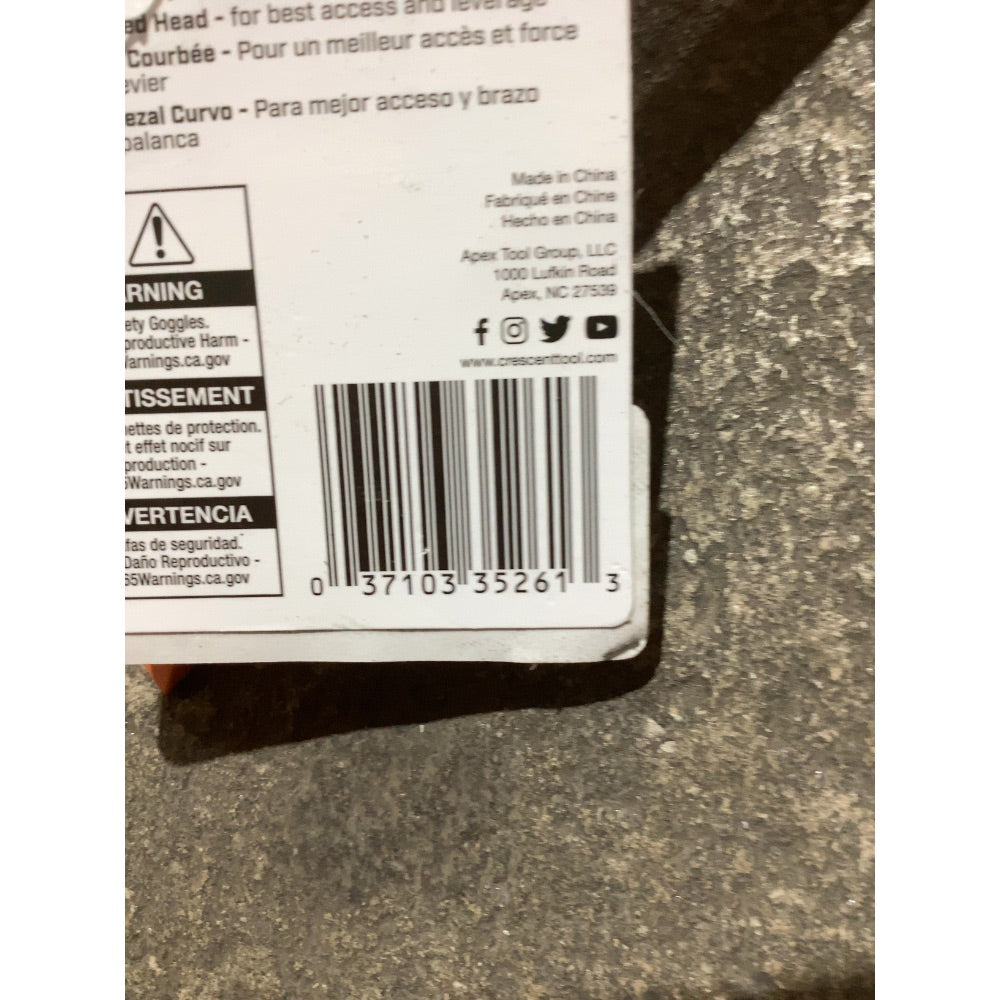 ed Head - for best access and leverage
Courbée - Pour un meilleur accès et force
evier
ezal Curvo - Para mejor acceso y brazo
palanca
Made in China
Fabriqué en Chine
Hecho en China
Apex Tool Group, LLC
1000 Lufkin Road
Apex, NC 27539
www.crescenttool.com
RNING
ety Goggles.
productive Harm -
Warnings.ca.gov
TISSEMENT
ettes de protection.
t effet nocif sur
production -
5Warnings.ca.gov
VERTENCIA
fas de seguridad.
Daño Reproductivo -
65Warnings.ca.gov
0 37103 35261 3